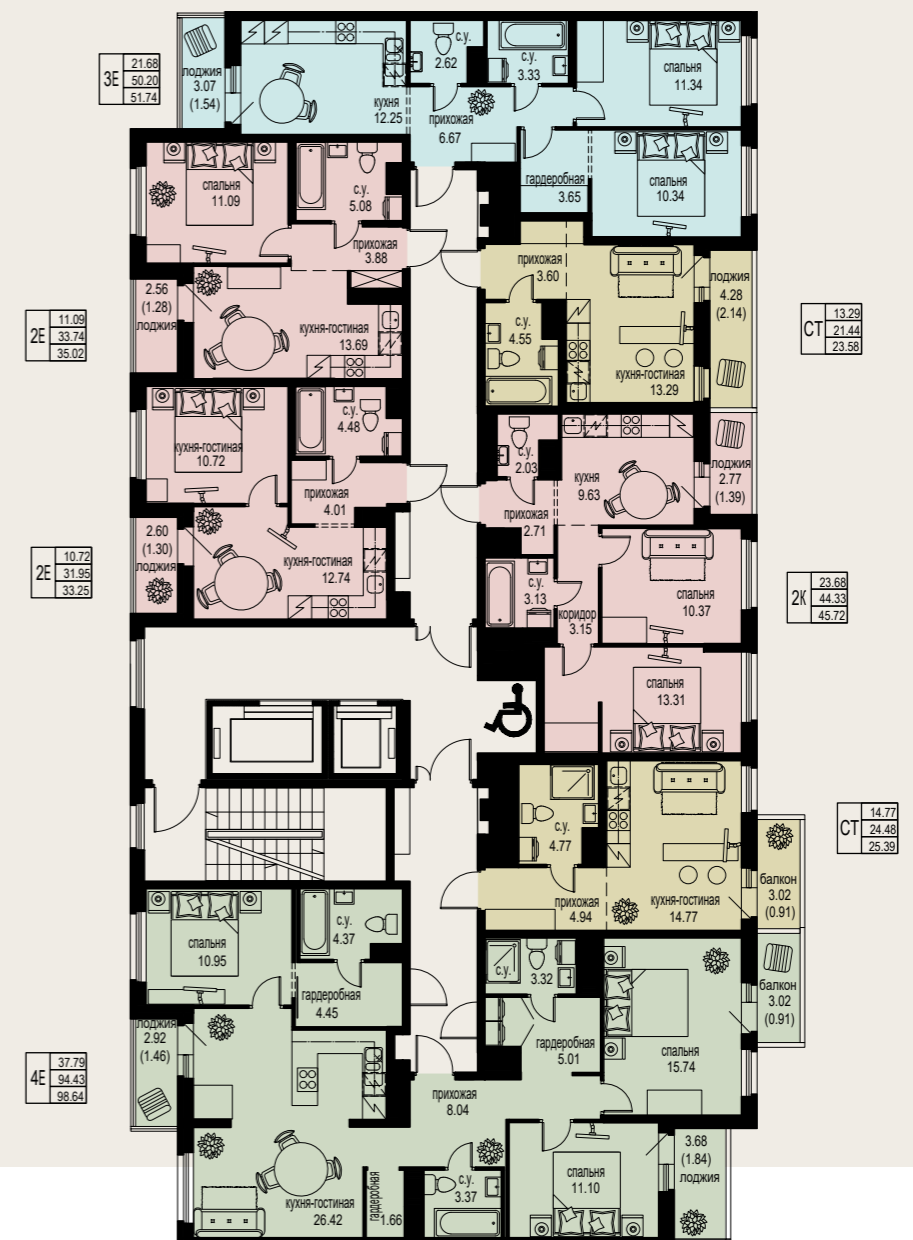 3Е
21.68
50.20
51.74
лоджия
3.07
(1.54)
кухня
12.25
с.у.
2.62
с.у.
3.33
прихожая
6.67
спальня
11.34
гардеробная
3.65
спальня
10.34
2Е
11.09
33.74
35.02
спальня
11.09
с.у.
5.08
прихожая
3.88
2.56
(1.28)
лоджия
кухня-гостиная
13.69
СТ
13.29
21.44
23.58
прихожая
3.60
с.у.
4.55
кухня-гостиная
13.29
лоджия
4.28
(2.14)
2Е
10.72
31.95
33.25
кухня-гостиная
10.72
с.у.
4.48
прихожая
4.01
2.60
(1.30)
лоджия
кухня-гостиная
12.74
2К
23.68
44.33
45.72
с.у.
2.03
кухня
9.63
лоджия
2.77
(1.39)
прихожая
2.71
с.у.
3.13
коридор
3.15
спальня
10.37
спальня
13.31
СТ
14.77
24.48
25.39
с.у.
4.77
прихожая
4.94
кухня-гостиная
14.77
балкон
3.02
(0.91)
4Е
37.79
94.43
98.64
спальня
10.95
с.у.
4.37
гардеробная
4.45
лоджия
2.92
(1.46)
с.у.
3.32
гардеробная
5.01
спальня
15.74
балкон
3.02
(0.91)
прихожая
8.04
кухня-гостиная
26.42
гардеробная
1.66
с.у.
3.37
спальня
11.10
3.68
(1.84)
лоджия